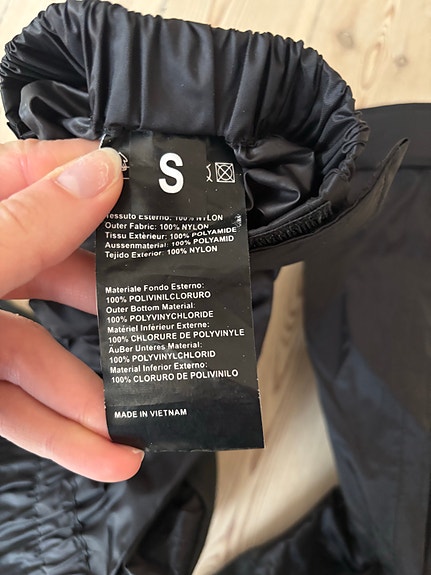 S
Tessuto Esterno: 100% NYLON
Outer Fabric: 100% NYLON
Tissu Extérieur: 100% POLYAMIDE
Aussenmaterial: 100% POLYAMID
Tejido Exterior: 100% NYLON
Materiale Fondo Esterno:
100% POLIVINILCLORURO
Outer Bottom Material:
100% POLYVINYCHLORIDE
Matériel Inférieur Externe:
100% CHLORURE DE POLYVINYLE
AuBer Unteres Material:
100% POLYVINYLCHLORID
Material Inferior Externo:
100% CLORURO DE POLIVINILO
MADE IN VIETNAM